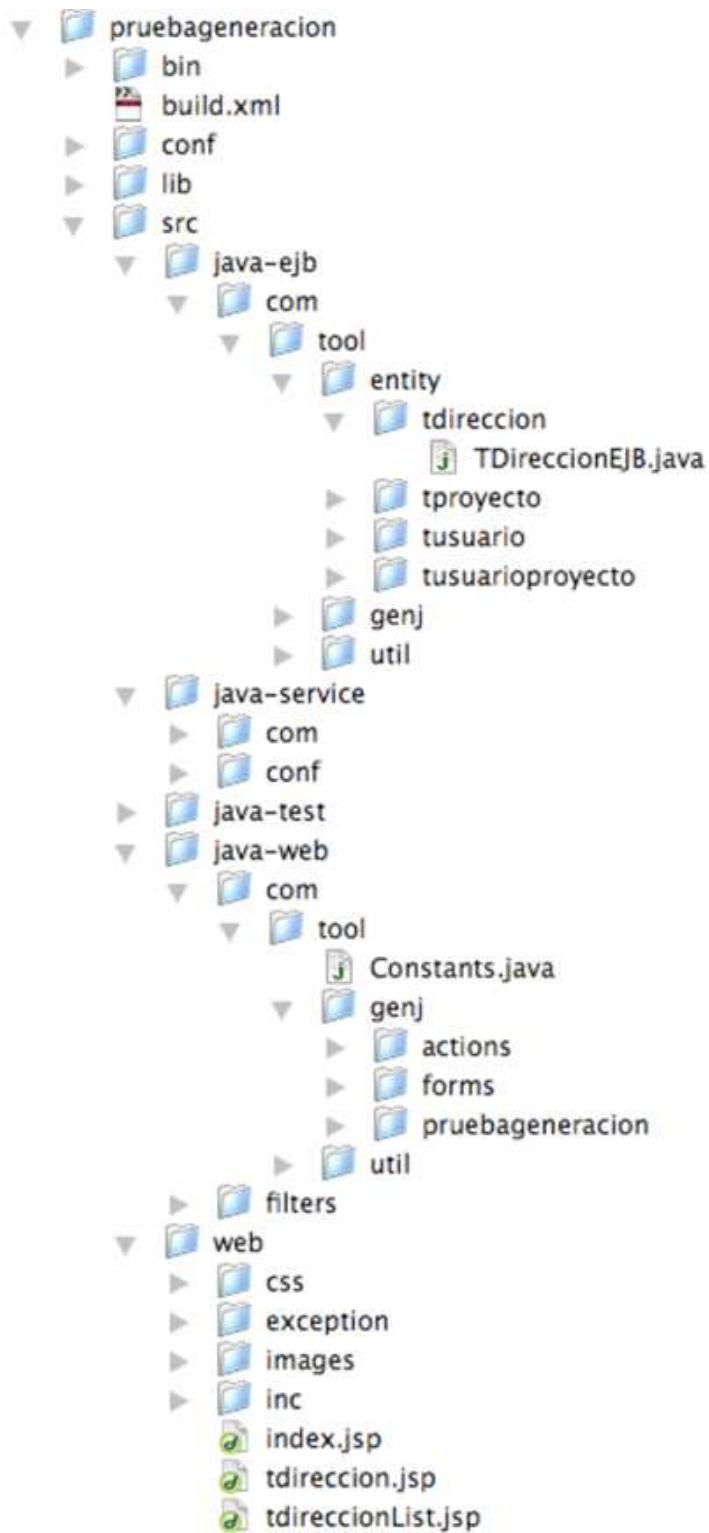 pruebageneracion
bin
build.xml
conf
lib
src
java-ejb
com
tool
entity
tdireccion
TDireccionEJB.java
tproyecto
tusuario
tusuarioproyecto
genj
util
java-service
com
conf
java-test
java-web
com
tool
Constants.java
genj
actions
forms
pruebageneracion
util
filters
web
css
exception
images
inc
index.jsp
tdireccion.jsp
tdireccionList.jsp